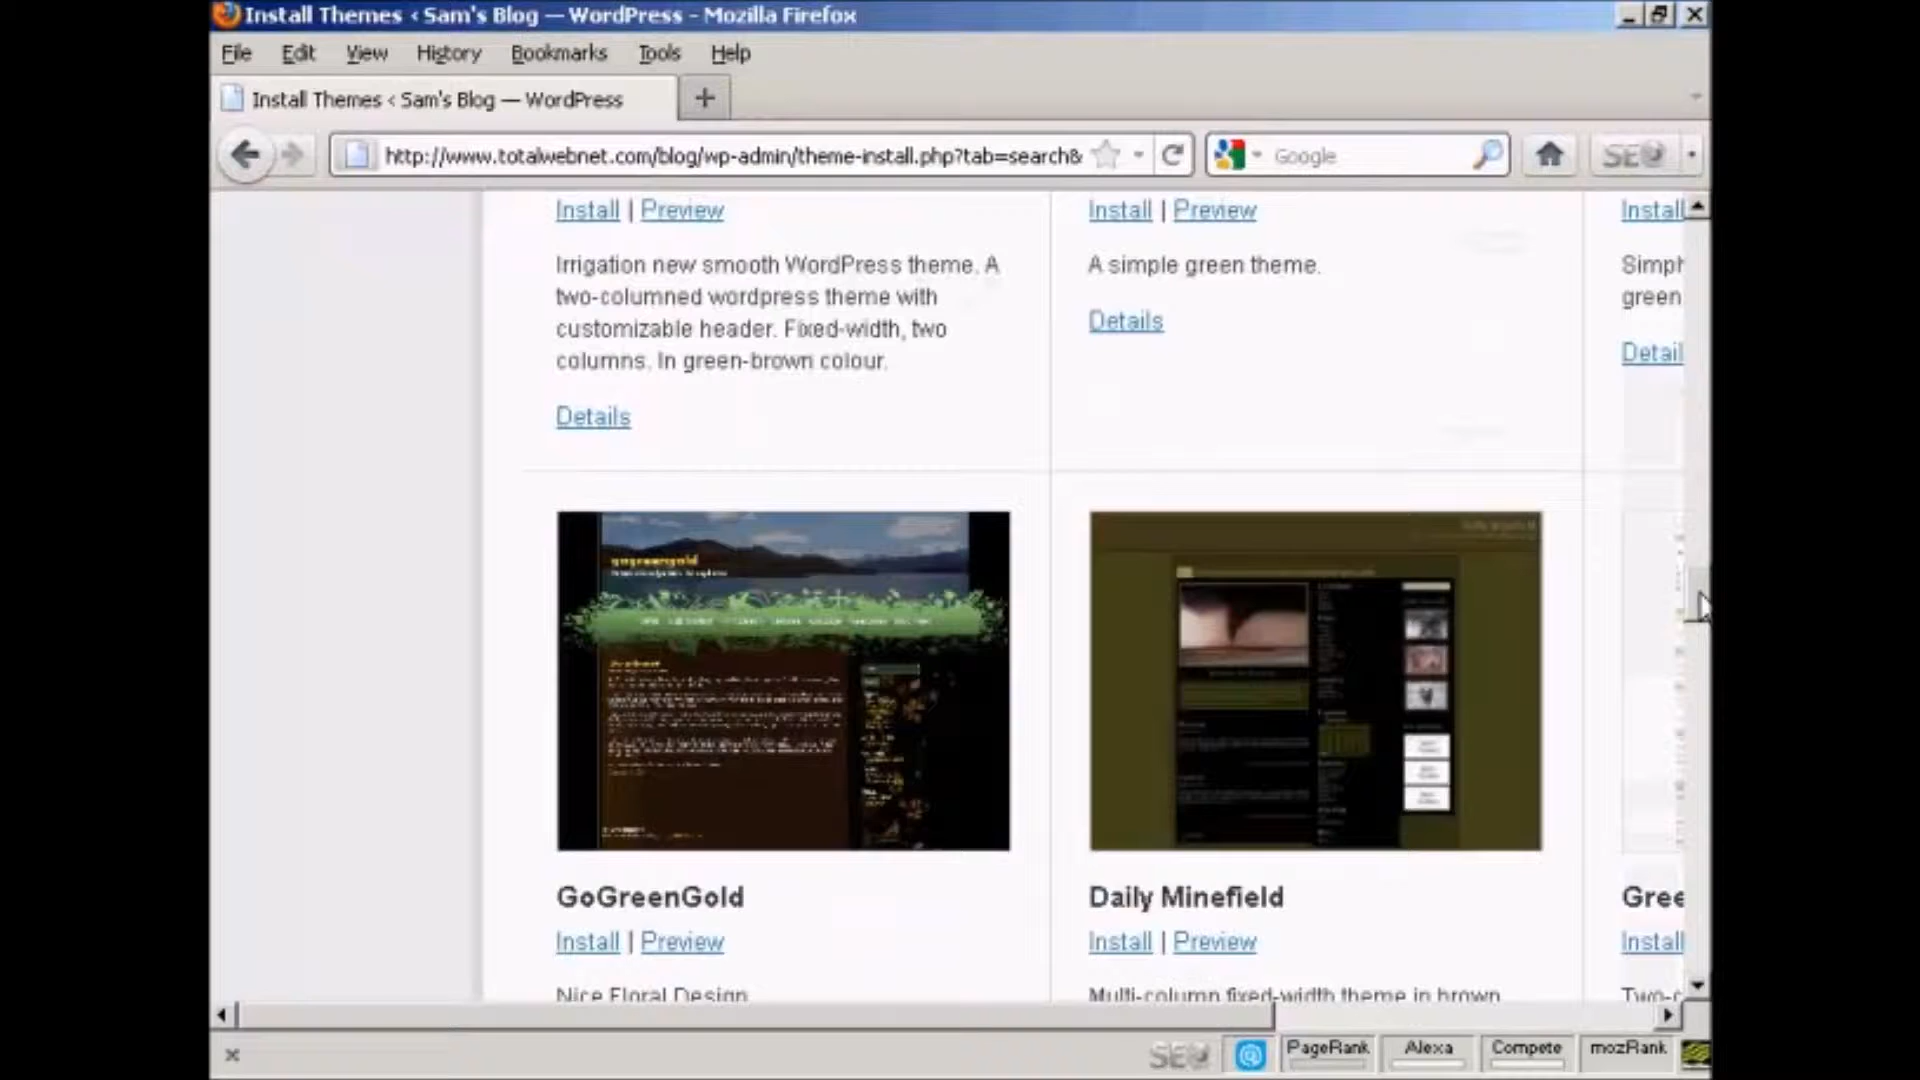 Install Themes ‹ Sam's Blog — WordPress - Mozilla Firefox
File Edit View History Bookmarks Tools Help
Install Themes ‹ Sam's Blog — WordPress
http://www.totalwebnet.com/blog/wp-admin/theme-install.php?tab=search& Google SE
Install | Preview
Irrigation new smooth WordPress theme. A
two-columned wordpress theme with
customizable header. Fixed-width, two
columns. In green-brown colour.
Details
Install | Preview
A simple green theme.
Details
Install
Simpl
green
Detail
gogreengold
GoGreenGold
Install | Preview
Nice Floral Design
Daily Minefield
Install | Preview
Multi-column fixed-width theme in brown
Gree
Install
Two-c
SE PageRank Alexa Compete mozRank